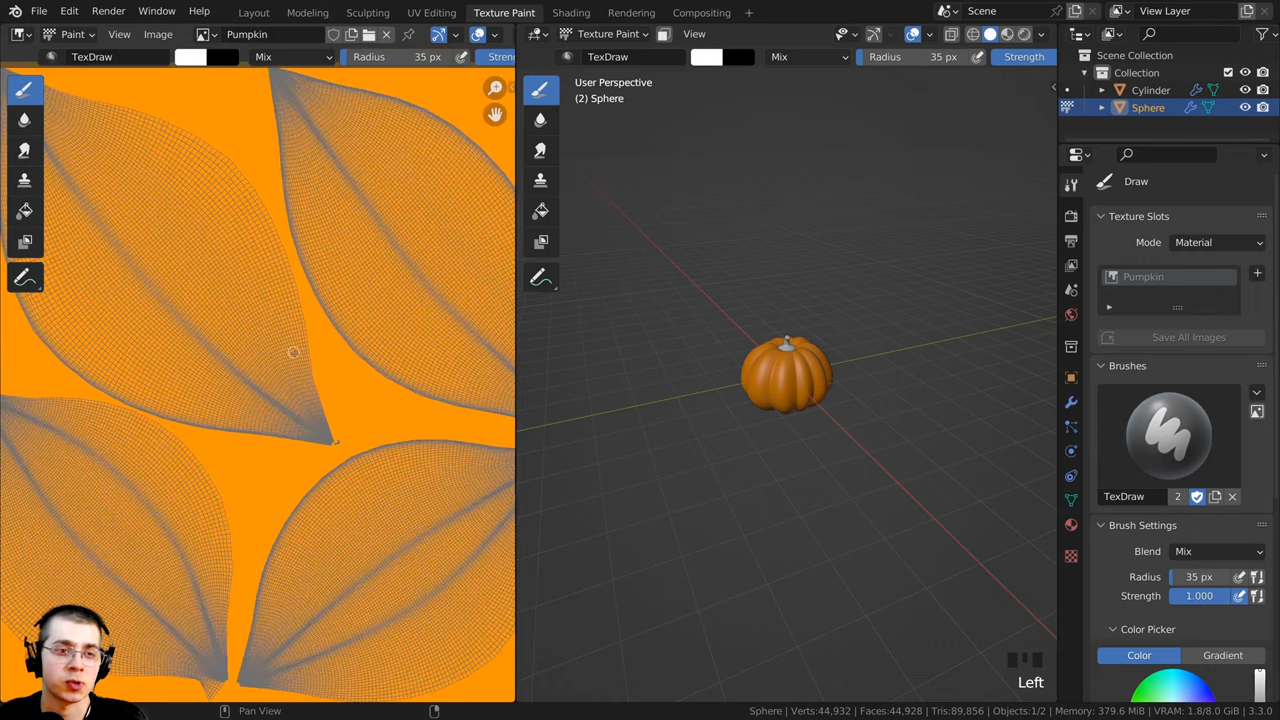 File Edit Render Window Help Layout Modeling Sculpting UV Editing Texture Paint Shading Rendering Compositing + Scene View Layer
Paint View Image Pumpkin Texture Paint View
TexDraw Mix Radius 35 px Stren TexDraw Mix Radius 35 px Strength
User Perspective
(2) Sphere
Scene Collection
Collection
Cylinder
Sphere
Draw
Texture Slots
Mode Material
Pumpkin
Save All Images
Brushes
TexDraw 2
Brush Settings
Blend Mix
Radius 35 px
Strength 1.000
Color Picker
Color Gradient
Left
Pan View
Sphere | Verts:44,932 | Faces:44,928 | Tris:89,856 | Objects:1/2 | Memory: 379.6 MiB | VRAM: 1.8/8.0 GiB | 3.3.0